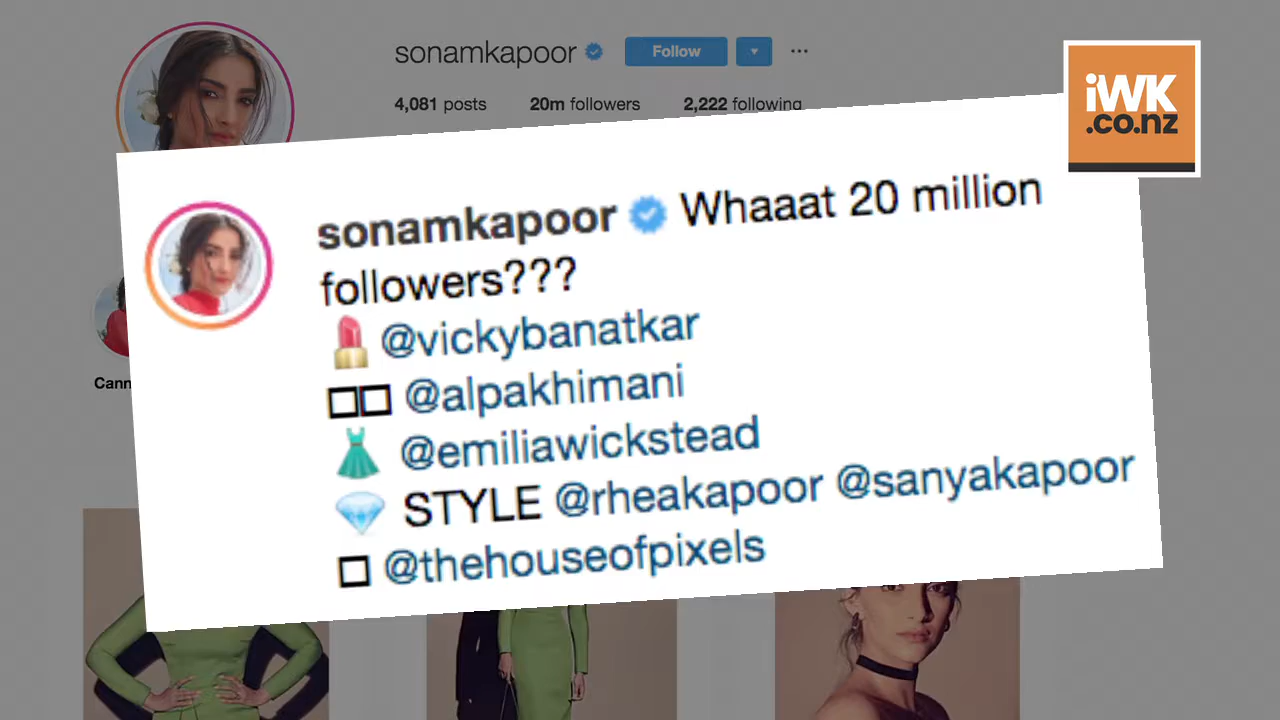 sonamkapoor Follow ▼ ...
4,081 posts 20m followers 2,222 following
iWK
.co.nz
sonamkapoor Whaaat 20 million
followers???
💄 @vickybanatkar
□□ @alpakhimani
👗 @emiliawickstead
💎 STYLE @rheakapoor @sanyakapoor
□ @thehouseofpixels
Cann